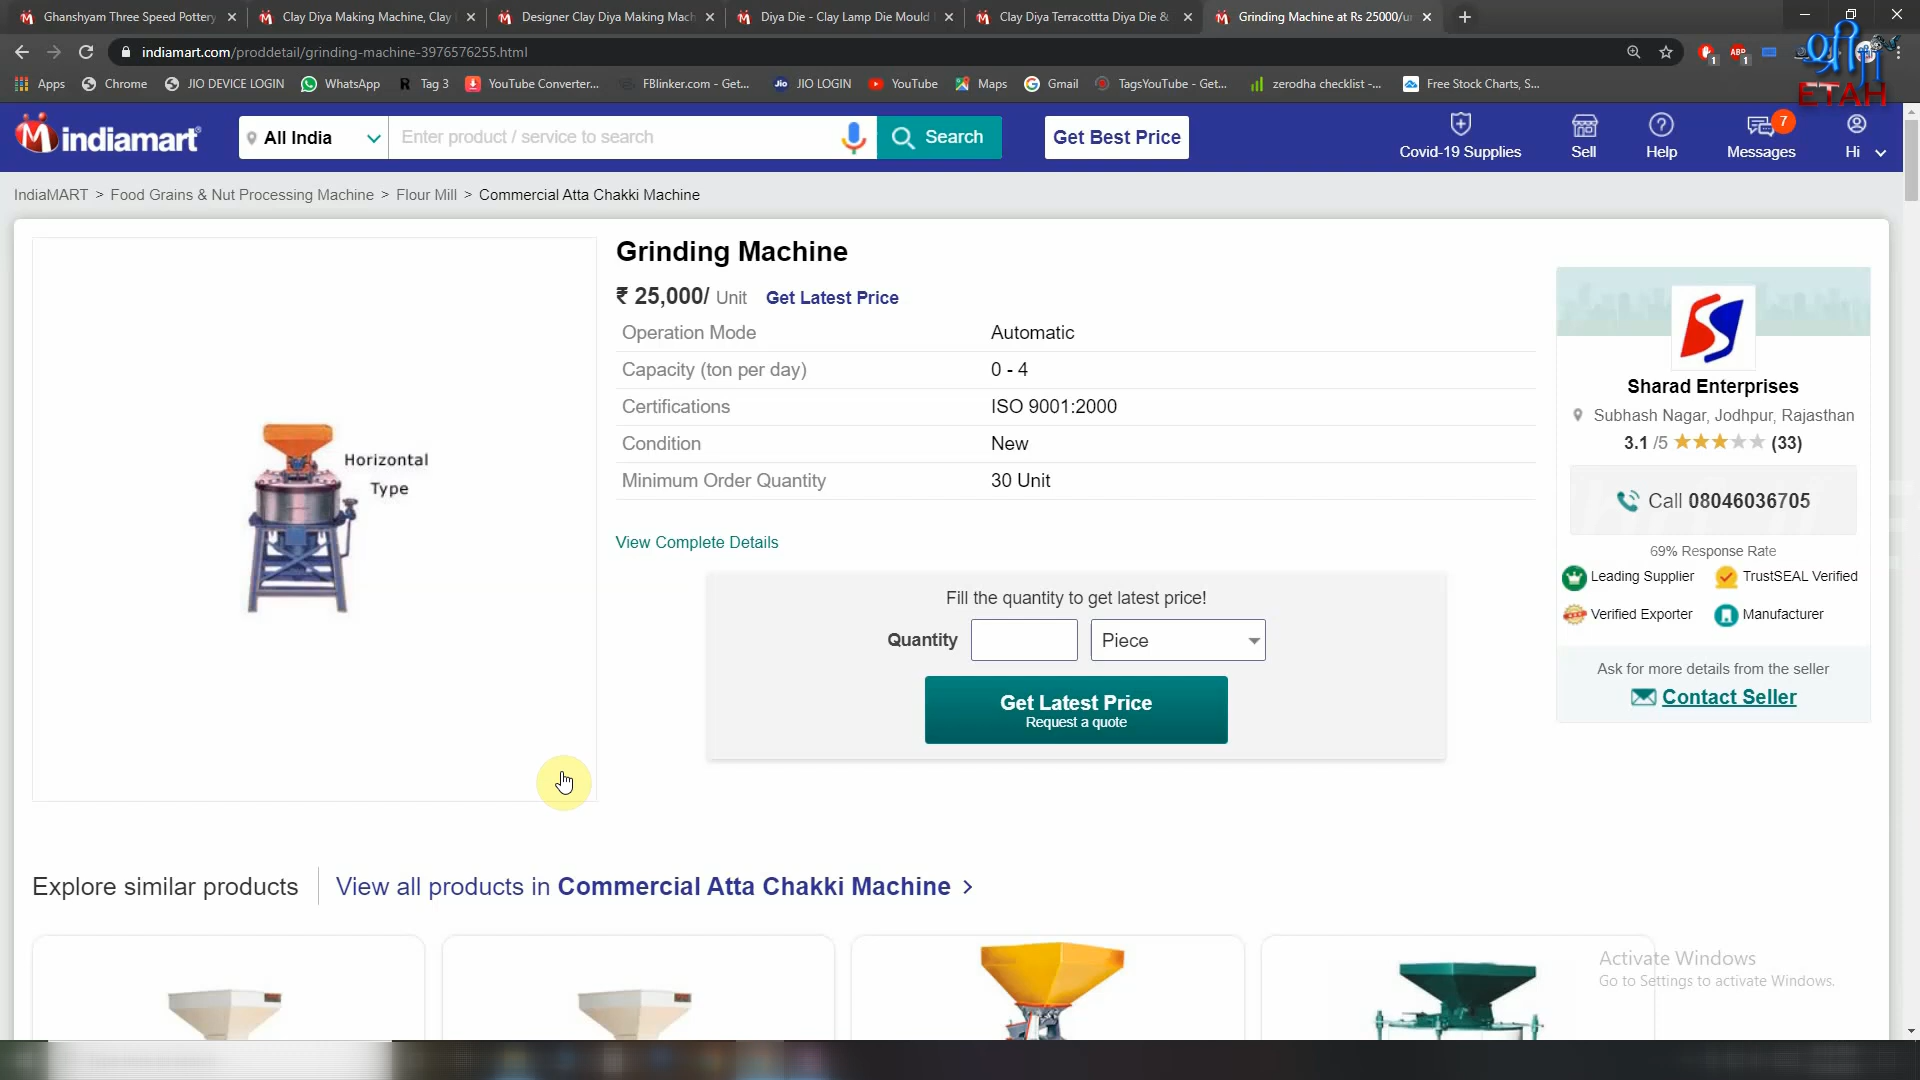 Ghanshyam Three Speed Pottery
Clay Diya Making Machine, Clay
Designer Clay Diya Making Mach
Diya Die - Clay Lamp Die Mould
Clay Diya Terracottta Diya Die &
Grinding Machine at Rs 25000/u
indiamart.com/proddetail/grinding-machine-3976576255.html
श्रीजी
ETAH
Apps
Chrome
JIO DEVICE LOGIN
WhatsApp
R Tag 3
YouTube Converter...
FBlinker.com - Get...
Jio JIO LOGIN
YouTube
Maps
Gmail
TagsYouTube - Get...
zerodha checklist -...
Free Stock Charts, S...
indiamart
All India
Enter product / service to search
Search
Get Best Price
Covid-19 Supplies
Sell
Help
7
Messages
Hi
IndiaMART > Food Grains & Nut Processing Machine > Flour Mill > Commercial Atta Chakki Machine
Horizontal
Type
Grinding Machine
₹ 25,000/ Unit Get Latest Price
Operation Mode Automatic
Capacity (ton per day) 0 - 4
Certifications ISO 9001:2000
Condition New
Minimum Order Quantity 30 Unit
View Complete Details
Fill the quantity to get latest price!
Quantity Piece
Get Latest Price
Request a quote
Sharad Enterprises
Subhash Nagar, Jodhpur, Rajasthan
3.1 /5 (33)
Call 08046036705
69% Response Rate
Leading Supplier TrustSEAL Verified
Verified Exporter Manufacturer
Ask for more details from the seller
Contact Seller
Explore similar products
View all products in Commercial Atta Chakki Machine >
Activate Windows
Go to Settings to activate Windows.